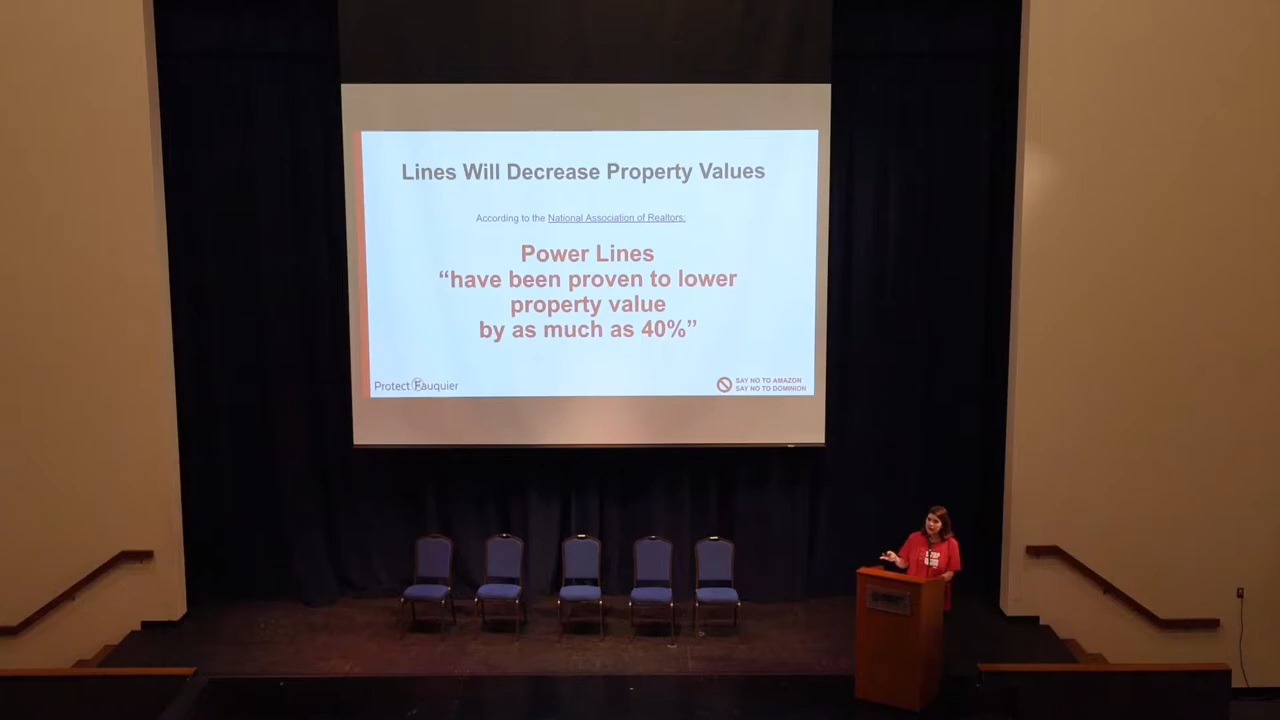 Lines Will Decrease Property Values
According to the National Association of Realtors:
Power Lines
“have been proven to lower
property value
by as much as 40%”
Protect Fauquier
SAY NO TO AMAZON
SAY NO TO DOMINION